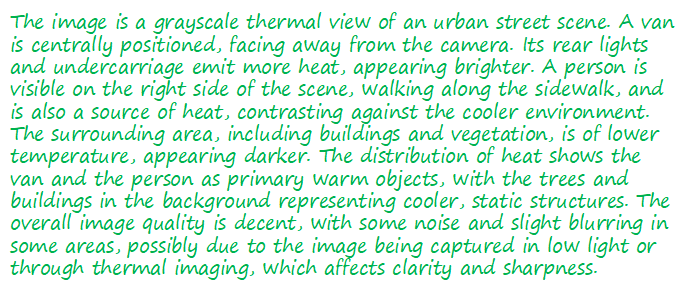 The image is a grayscale thermal view of an urban street scene. A van
is centrally positioned, facing away from the camera. Its rear lights
and undercarriage emit more heat, appearing brighter. A person is
visible on the right side of the scene, walking along the sidewalk, and
is also a source of heat, contrasting against the cooler environment.
The surrounding area, including buildings and vegetation, is of lower
temperature, appearing darker. The distribution of heat shows the
van and the person as primary warm objects, with the trees and
buildings in the background representing cooler, static structures. The
overall image quality is decent, with some noise and slight blurring in
some areas, possibly due to the image being captured in low light or
through thermal imaging, which affects clarity and sharpness.